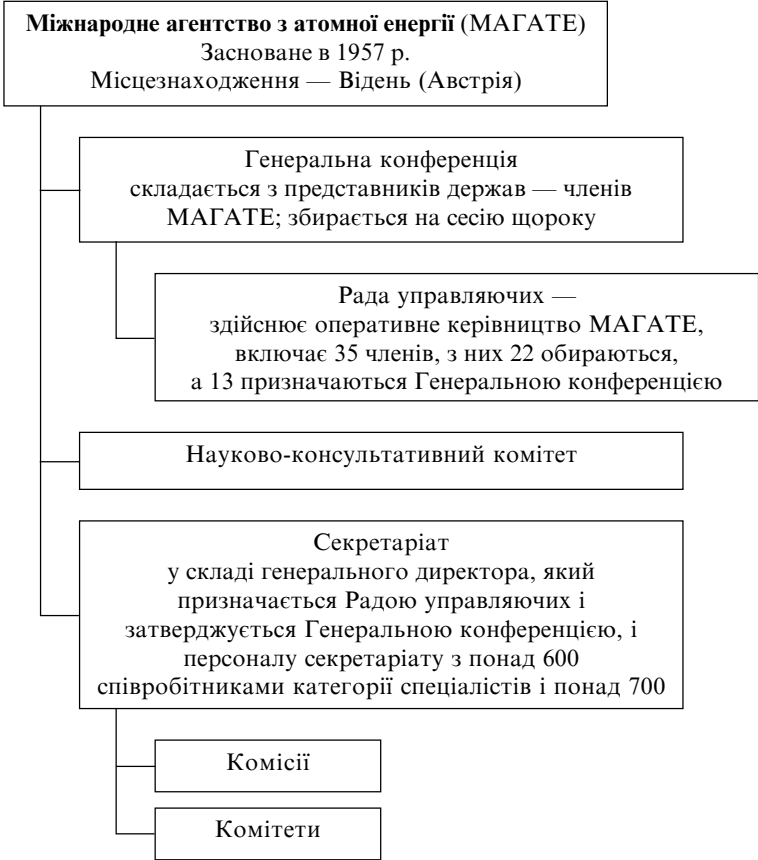 Міжнародне агентство з атомної енергії (МАГАТЕ)
Засноване в 1957 р.
Місцезнаходження — Відень (Австрія)
Генеральна конференція
складається з представників держав — членів
МАГАТЕ; збирається на сесію щороку
Рада управляючих —
здійснює оперативне керівництво МАГАТЕ,
включає 35 членів, з них 22 обираються,
а 13 призначаються Генеральною конференцією
Науково-консультативний комітет
Секретаріат
у складі генерального директора, який
призначається Радою управляючих і
затверджується Генеральною конференцією, і
персоналу секретаріату з понад 600
співробітниками категорії спеціалістів і понад 700
Комісії
Комітети